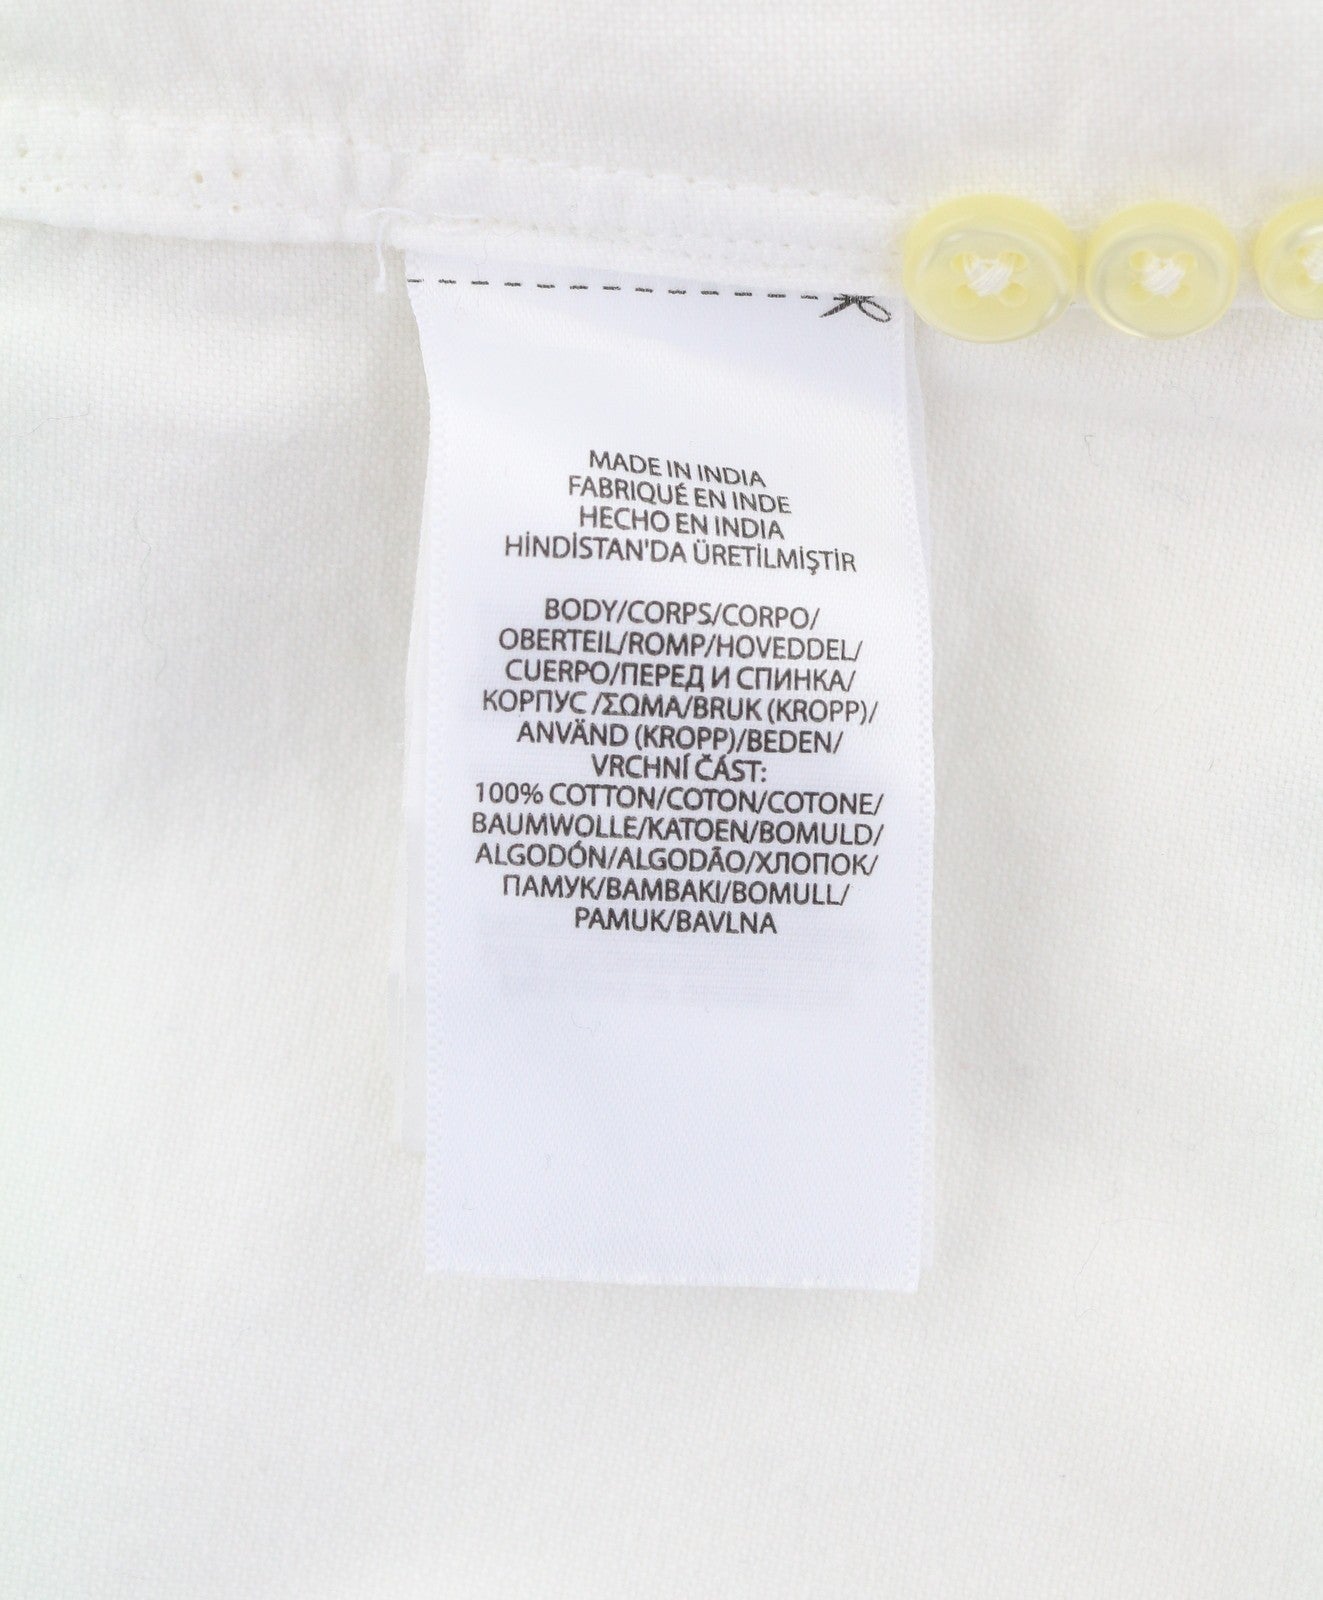 MADE IN INDIA
FABRIQUÉ EN INDE
HECHO EN INDIA
HİNDİSTAN'DA ÜRETİLMİŞTİR
BODY/CORPS/CORPO/
OBERTEIL/ROMP/HOVEDDEL/
CUERPO/ПЕРЕД И СПИНКА/
КОРПУС /ΣΩΜΑ/BRUK (KROPP)/
ANVÄND (KROPP)/BEDEN/
VRCHNÍ ČÁST:
100% COTTON/COTON/COTONE/
BAUMWOLLE/KATOEN/BOMULD/
ALGODÓN/ALGODÃO/ХЛОПОК/
ПАМУК/BAMBAKI/BOMULL/
PAMUK/BAVLNA